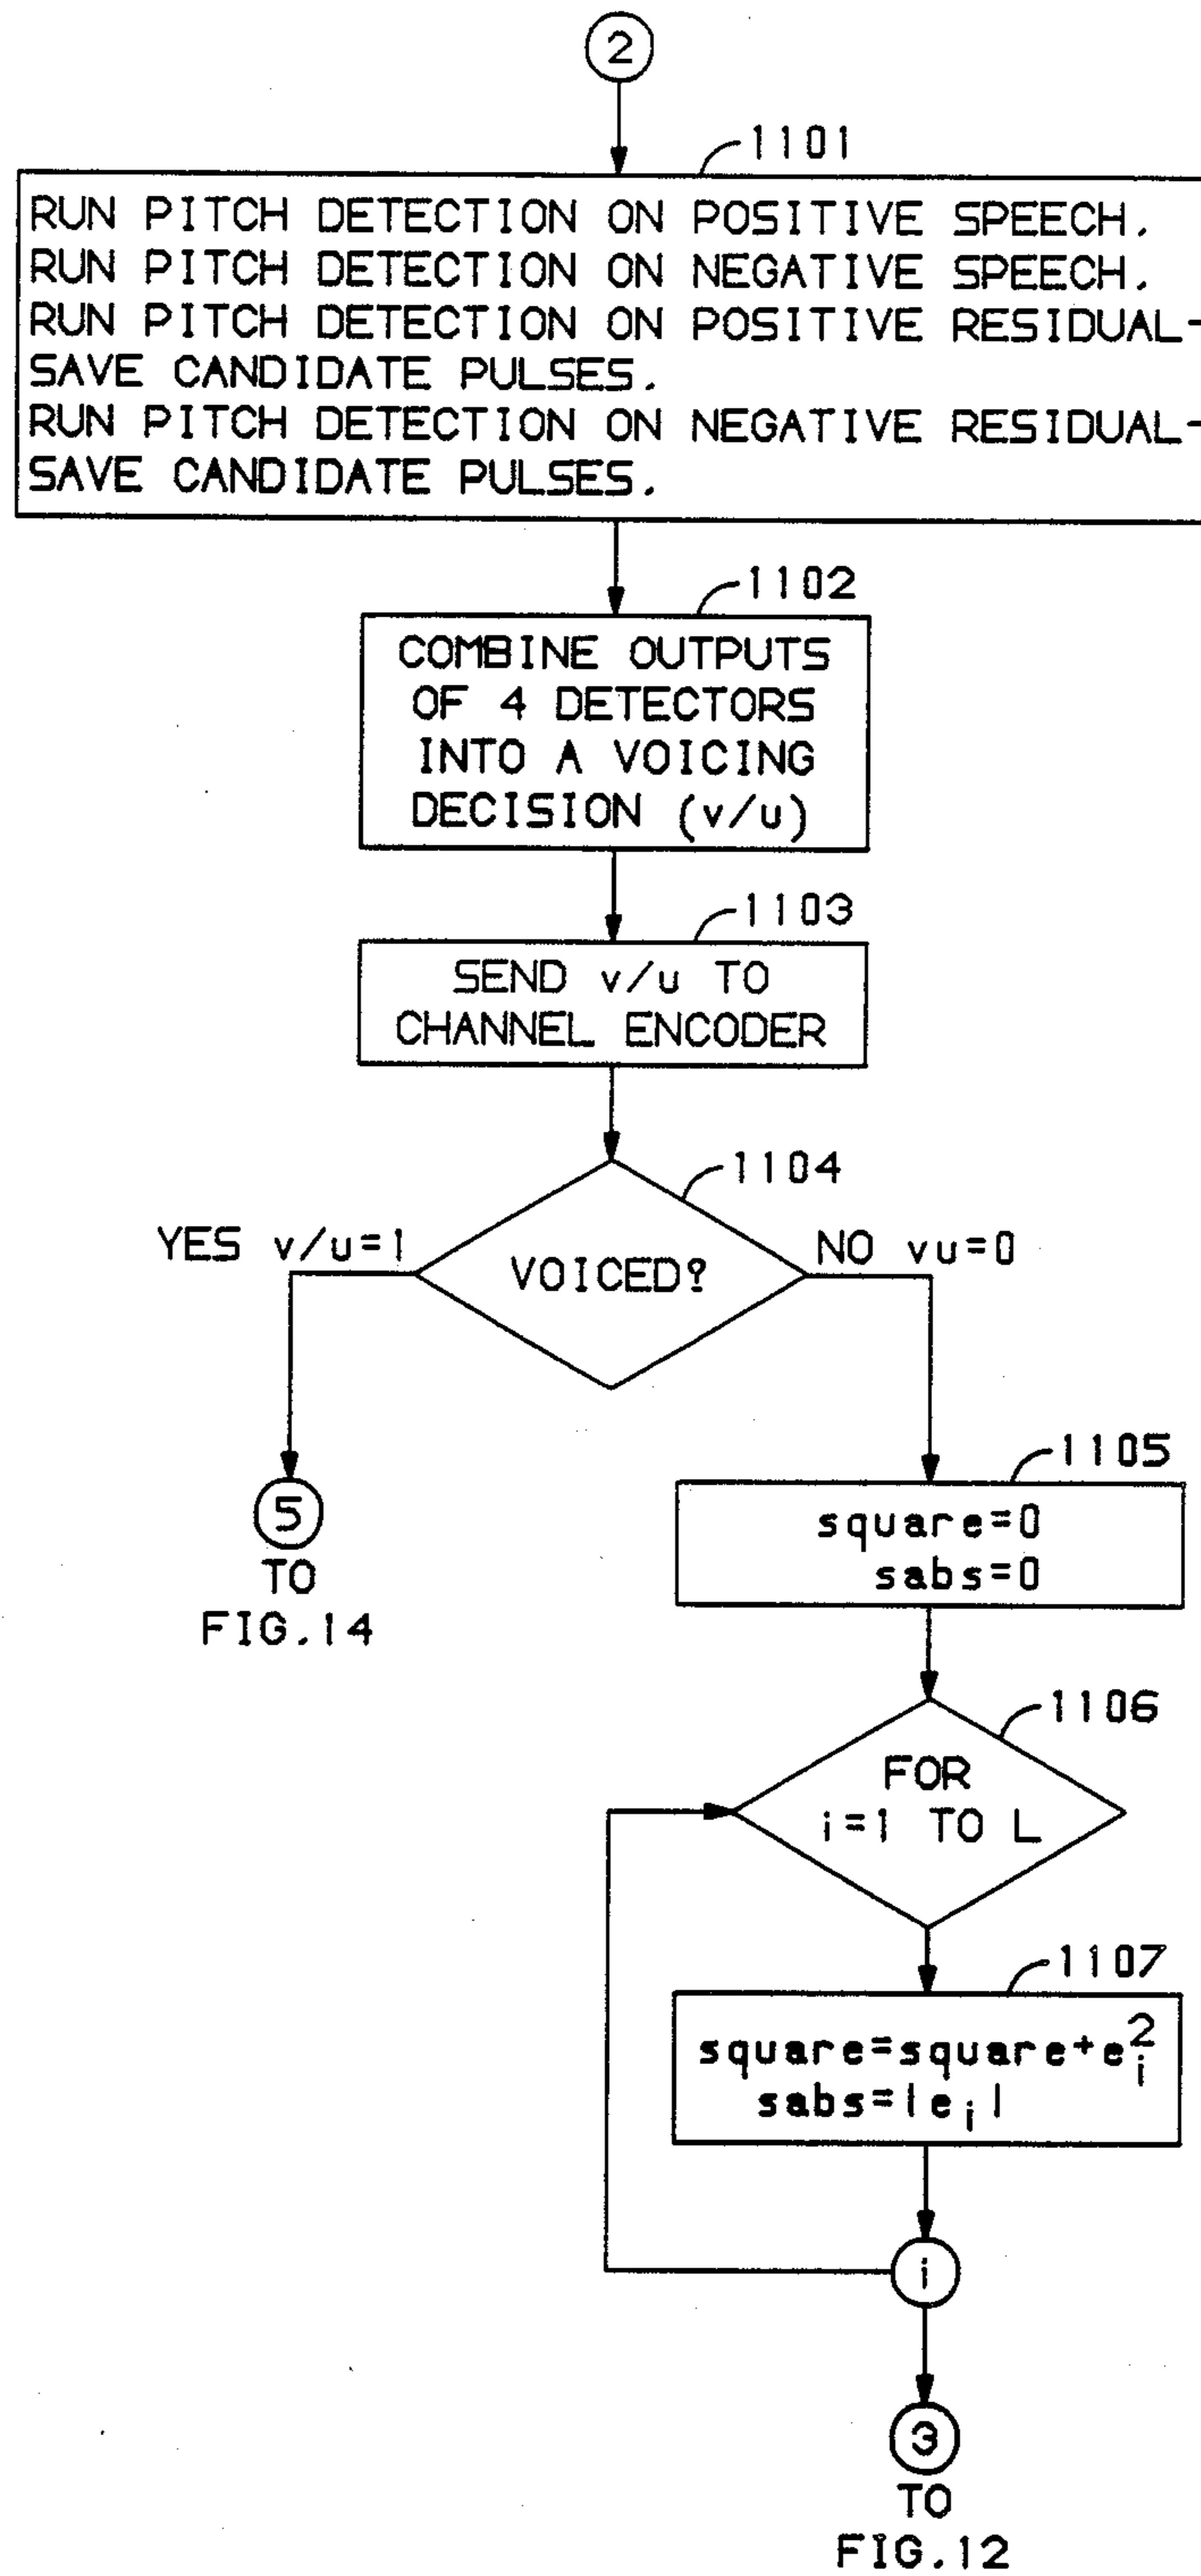 2
1101
RUN PITCH DETECTION ON POSITIVE SPEECH.
RUN PITCH DETECTION ON NEGATIVE SPEECH.
RUN PITCH DETECTION ON POSITIVE RESIDUAL-
SAVE CANDIDATE PULSES.
RUN PITCH DETECTION ON NEGATIVE RESIDUAL-
SAVE CANDIDATE PULSES.
1102
COMBINE OUTPUTS
OF 4 DETECTORS
INTO A VOICING
DECISION (v/u)
1103
SEND v/u TO
CHANNEL ENCODER
1104
YES v/u=1
VOICED?
NO vu=0
5
TO
FIG.14
1105
square=0
sabs=0
1106
FOR
i=1 TO L
1107
square=square+e_i^2
sabs=|e_i|
i
3
TO
FIG.12